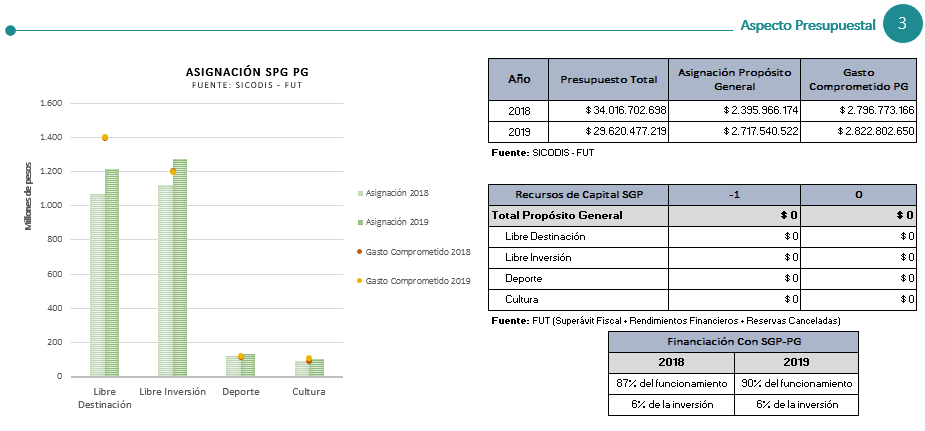 Aspecto Presupuestal
3
ASIGNACIÓN SPG PG
FUENTE: SICODIS - FUT
Millones de pesos
1.600
1.400
1.200
1.000
800
600
400
200
0
Libre Destinación
Libre Inversión
Deporte
Cultura
Asignación 2018
Asignación 2019
Gasto Comprometido 2018
Gasto Comprometido 2019
Año Presupuesto Total Asignación Propósito General Gasto Comprometido PG
2018 $ 34.016.702.698 $ 2.395.966.174 $ 2.796.773.166
2019 $ 29.620.477.219 $ 2.717.540.522 $ 2.822.802.650
Fuente: SICODIS - FUT
Recursos de Capital SGP -1 0
Total Propósito General $ 0 $ 0
Libre Destinación $ 0 $ 0
Libre Inversión $ 0 $ 0
Deporte $ 0 $ 0
Cultura $ 0 $ 0
Fuente: FUT (Superávit Fiscal + Rendimientos Financieros + Reservas Canceladas)
Financiación Con SGP-PG
2018 2019
87% del funcionamiento 90% del funcionamiento
6% de la inversión 6% de la inversión